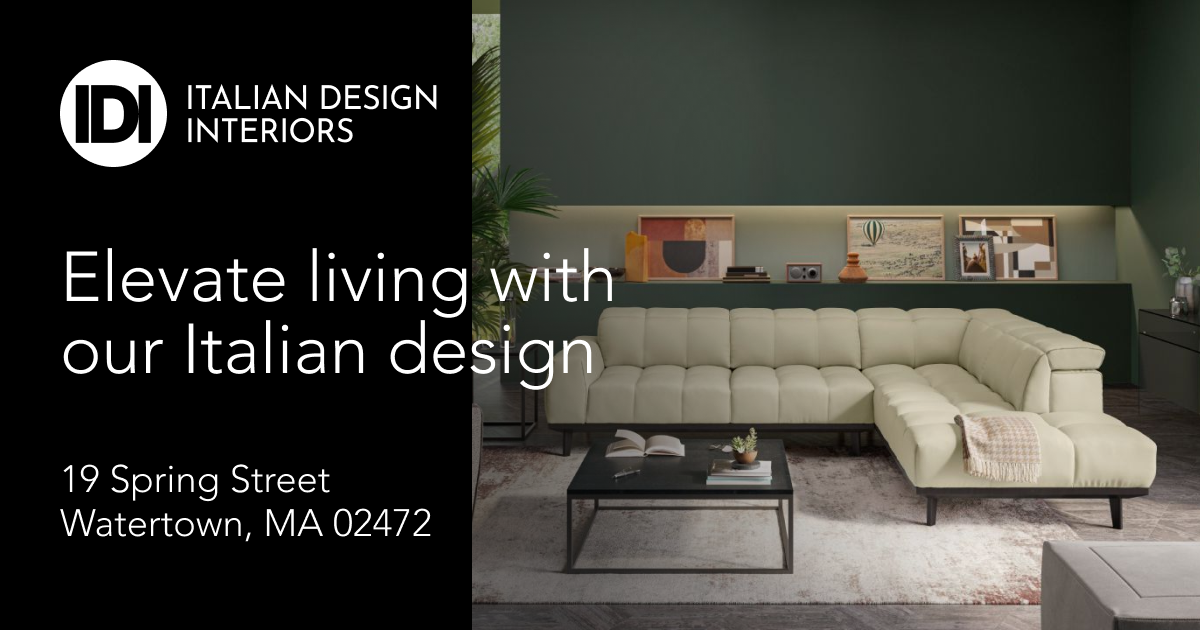 IDI
ITALIAN DESIGN
INTERIORS
Elevate living with
our Italian design
19 Spring Street
Watertown, MA 02472